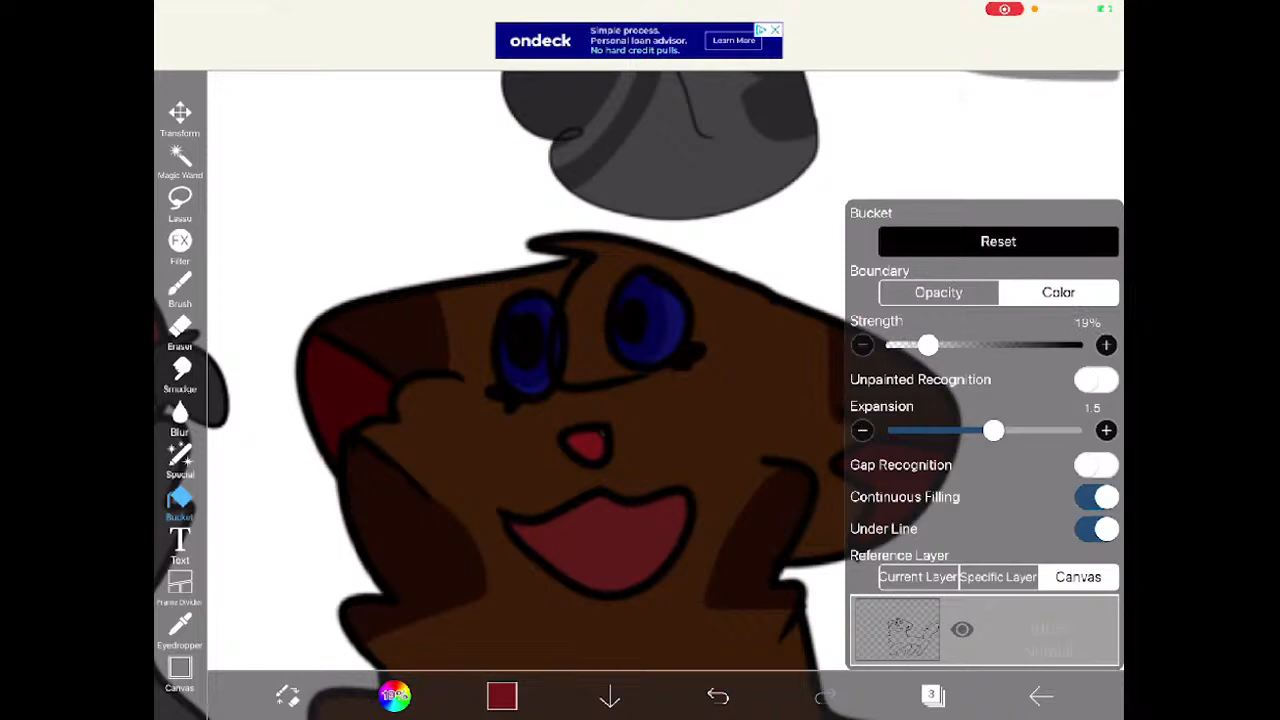 ondeck
Simple process.
Personal loan advisor.
No hard credit pulls.
Learn More
Transform
Magic Wand
Lasso
FX
Filter
Brush
Eraser
Smudge
Blur
Special
Bucket
T
Text
Frame Divider
Eyedropper
Canvas
Bucket
Reset
Boundary
Opacity
Color
Strength
19%
Unpainted Recognition
Expansion
1.5
Gap Recognition
Continuous Filling
Under Line
Reference Layer
Current Layer
Specific Layer
Canvas
Normal
19%
3